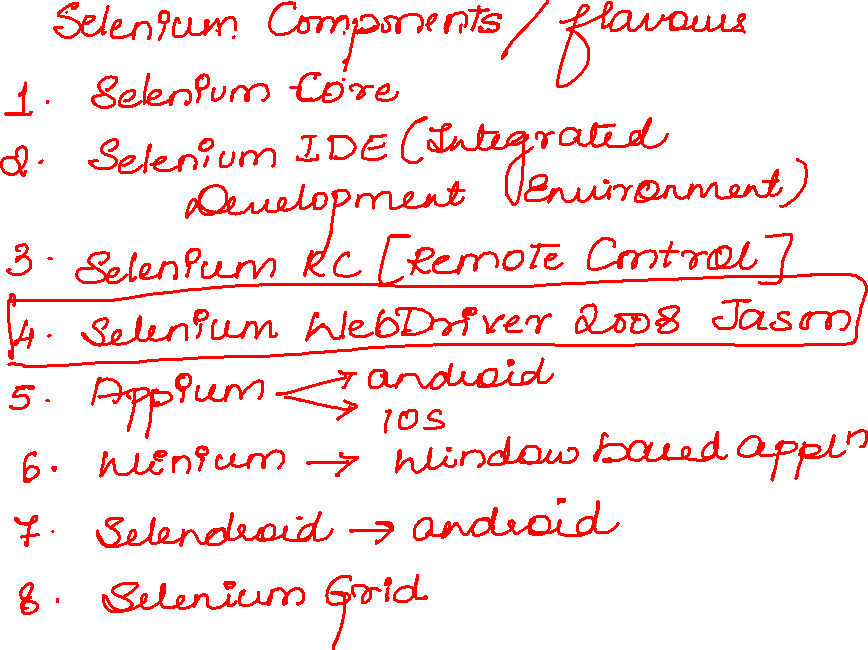 Selenium Components / flavours
1. Selenium Core
2. Selenium IDE (Integrated
Development Environment)
3. Selenium RC [Remote Control]
4. Selenium WebDriver 2008 Jason
5. Appium android
IOS
6. Winium → Window based appln
7. Selendroid → android
8. Selenium Grid